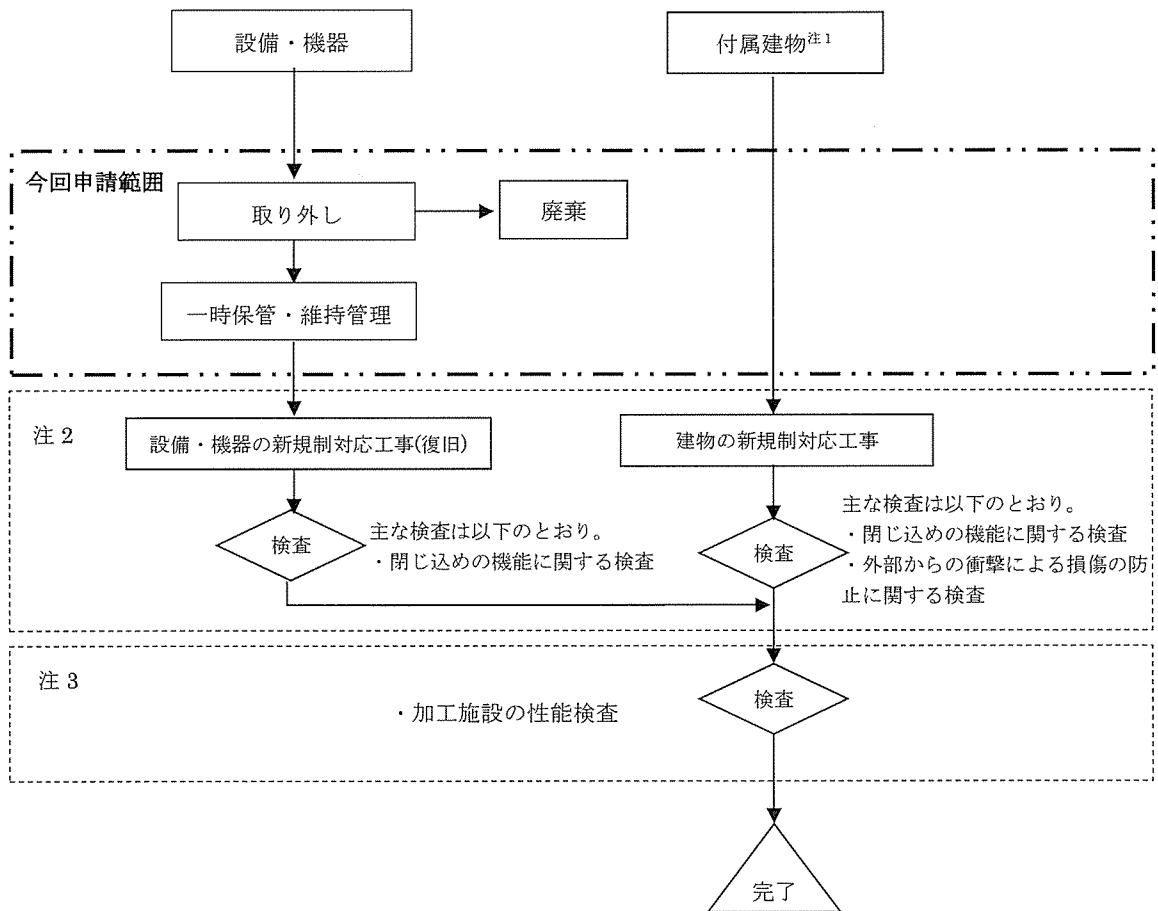 設備・機器
付属建物注1
今回申請範囲
取り外し
廃棄
一時保管・維持管理
注 2
設備・機器の新規制対応工事(復旧)
建物の新規制対応工事
検査
主な検査は以下のとおり。
・閉じ込めの機能に関する検査
検査
主な検査は以下のとおり。
・閉じ込めの機能に関する検査
・外部からの衝撃による損傷の防
止に関する検査
注 3
・加工施設の性能検査
検査
完了